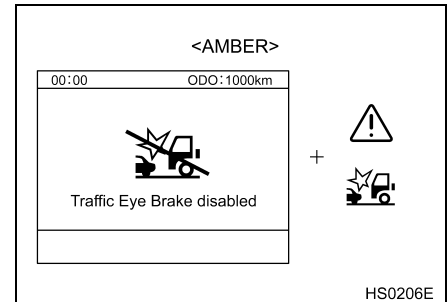 <AMBER>
00:00 ODO:1000km
Traffic Eye Brake disabled
+
HS0206E